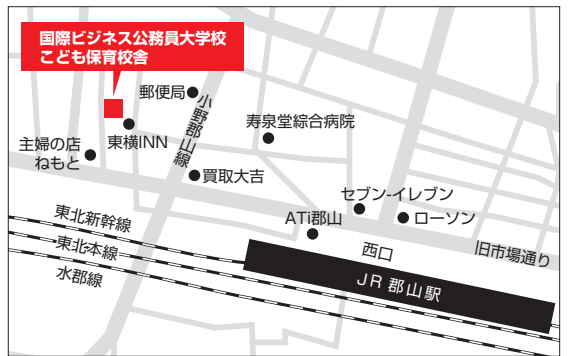 国際ビジネス公務員大学校
こども保育校舎
郵便局
小野郡山線
寿泉堂綜合病院
東横INN
主婦の店
ねもと
買取大吉
セブン-イレブン
ATi郡山
ローソン
東北新幹線
東北本線
水郡線
西口
旧市場通り
JR郡山駅